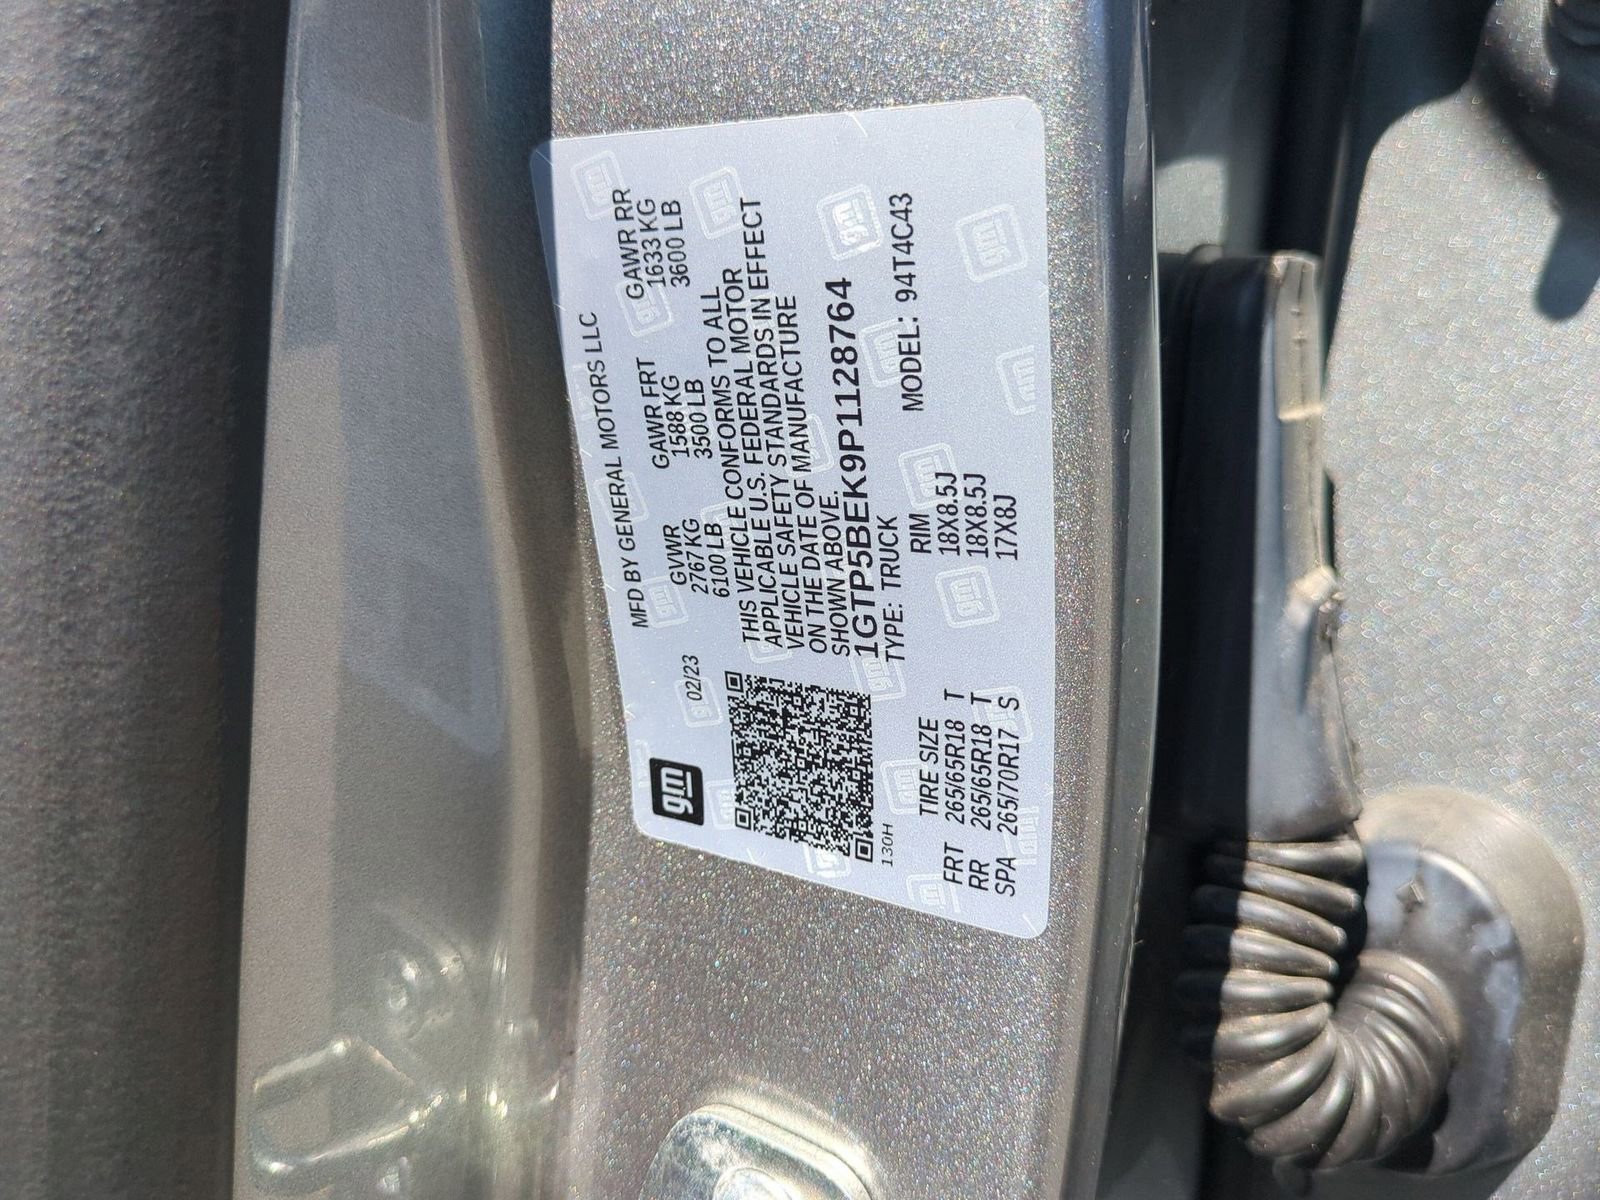 gm
02/23
MFD BY GENERAL MOTORS LLC
GVWR GAWR FRT GAWR RR
2767 KG 1588 KG 1633 KG
6100 LB 3500 LB 3600 LB
THIS VEHICLE CONFORMS TO ALL
APPLICABLE U.S. FEDERAL MOTOR
VEHICLE SAFETY STANDARDS IN EFFECT
ON THE DATE OF MANUFACTURE
SHOWN ABOVE.
1GTP5BEK9P1128764
TYPE: TRUCK MODEL: 94T4C43
130H
TIRE SIZE RIM
FRT 265/65R18 T 18X8.5J
RR 265/65R18 T 18X8.5J
SPA 265/70R17 S 17X8J